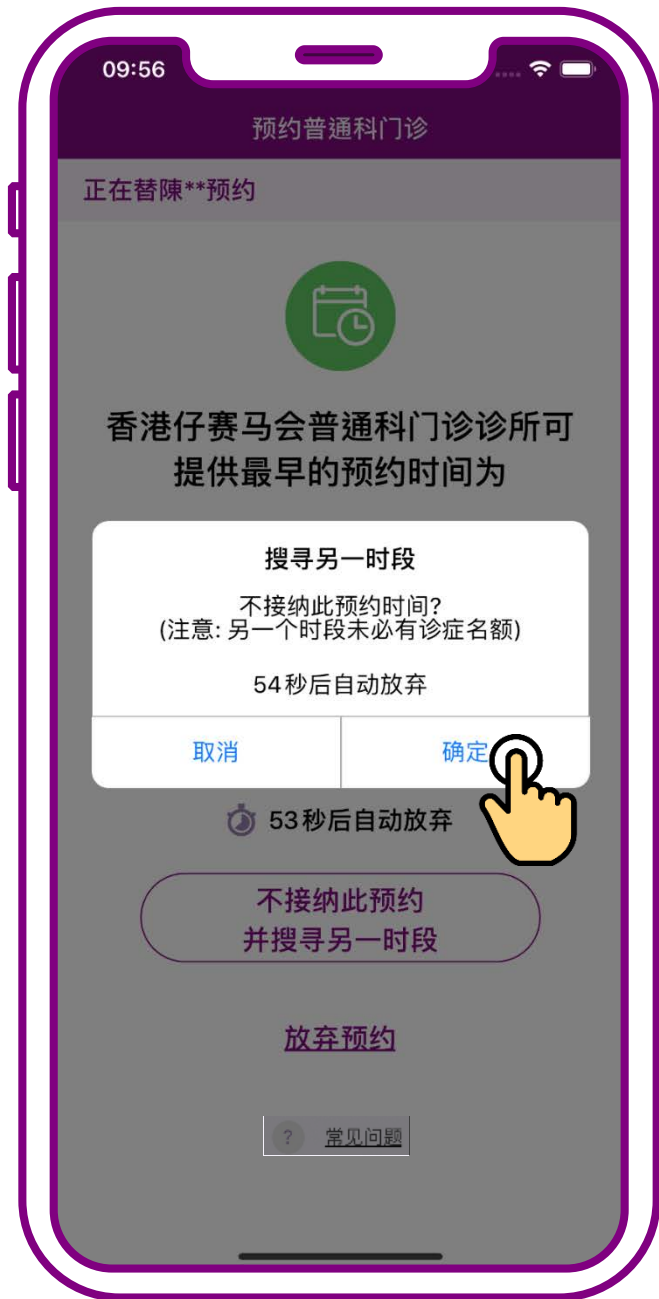 09:56
预约普通科门诊
正在替陳**预约
香港仔赛马会普通科门诊诊所可
提供最早的预约时间为
搜寻另一时段
不接纳此预约时间?
(注意: 另一个时段未必有诊症名额)
54秒后自动放弃
取消
确定
53秒后自动放弃
不接纳此预约
并搜寻另一时段
放弃预约
? 常见问题